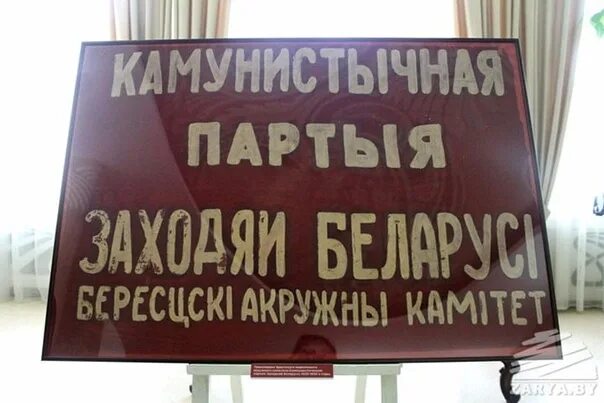 КАМУНИСТЫЧНАЯ
ПАРТЫЯ
ЗАХОДЯИ БЕЛАРУСІ
БЕРЕСЦСКІ АКРУЖНЫ КАМІТЕТ
ZARYA.BY